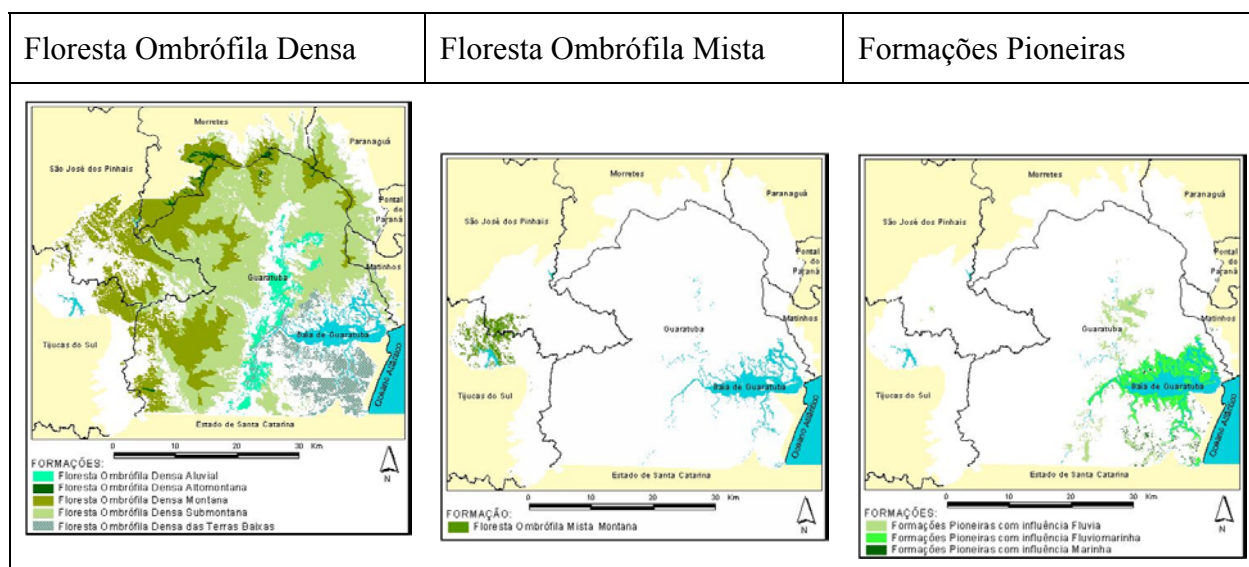 Floresta Ombrófila Densa
Floresta Ombrófila Mista
Formações Pioneiras
Morretes
Paranaguá
São José dos Pinhais
Pontal
do
Paraná
Matinhos
Guaratuba
Baia de Guaratuba
Tijucas do Sul
Oceano Atlântico
Estado de Santa Catarina
0 10 20 30 Km
N
FORMAÇÕES:
Floresta Ombrófila Densa Aluvial
Floresta Ombrófila Densa Altomontana
Floresta Ombrófila Densa Montana
Floresta Ombrófila Densa Submontana
Floresta Ombrófila Densa das Terras Baixas
Morretes
Paranaguá
São José dos Pinhais
Pontal
do
Paraná
Matinhos
Guaratuba
Baia de Guaratuba
Tijucas do Sul
Oceano Atlântico
Estado de Santa Catarina
0 10 20 30 Km
N
FORMAÇÃO:
Floresta Ombrófila Mista Montana
Morretes
Paranaguá
São José dos Pinhais
Pontal
do
Paraná
Matinhos
Guaratuba
Baia de Guaratuba
Tijucas do Sul
Oceano Atlântico
Estado de Santa Catarina
0 10 20 30 Km
N
FORMAÇÕES:
Formações Pioneiras com influência Fluvia
Formações Pioneiras com influência Fluviomarinha
Formações Pioneiras com influência Marinha